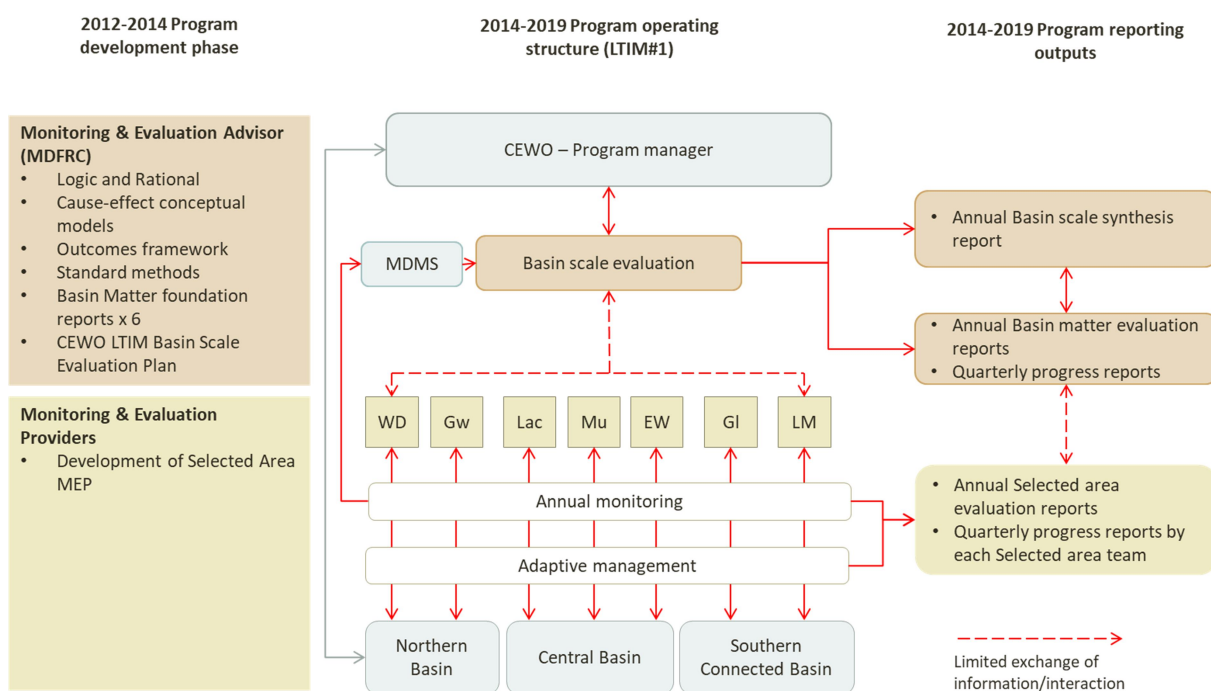 2012-2014 Program
development phase
2014-2019 Program operating
structure (LTIM#1)
2014-2019 Program reporting
outputs
Monitoring & Evaluation Advisor
(MDFRC)
• Logic and Rational
• Cause-effect conceptual
models
• Outcomes framework
• Standard methods
• Basin Matter foundation
reports x 6
• CEWO LTIM Basin Scale
Evaluation Plan
Monitoring & Evaluation
Providers
• Development of Selected Area
MEP
CEWO – Program manager
MDMS
Basin scale evaluation
WD
Gw
Lac
Mu
EW
Gl
LM
Annual monitoring
Adaptive management
Northern
Basin
Central Basin
Southern
Connected Basin
• Annual Basin scale synthesis
report
• Annual Basin matter evaluation
reports
• Quarterly progress reports
• Annual Selected area
evaluation reports
• Quarterly progress reports by
each Selected area team
Limited exchange of
information/interaction